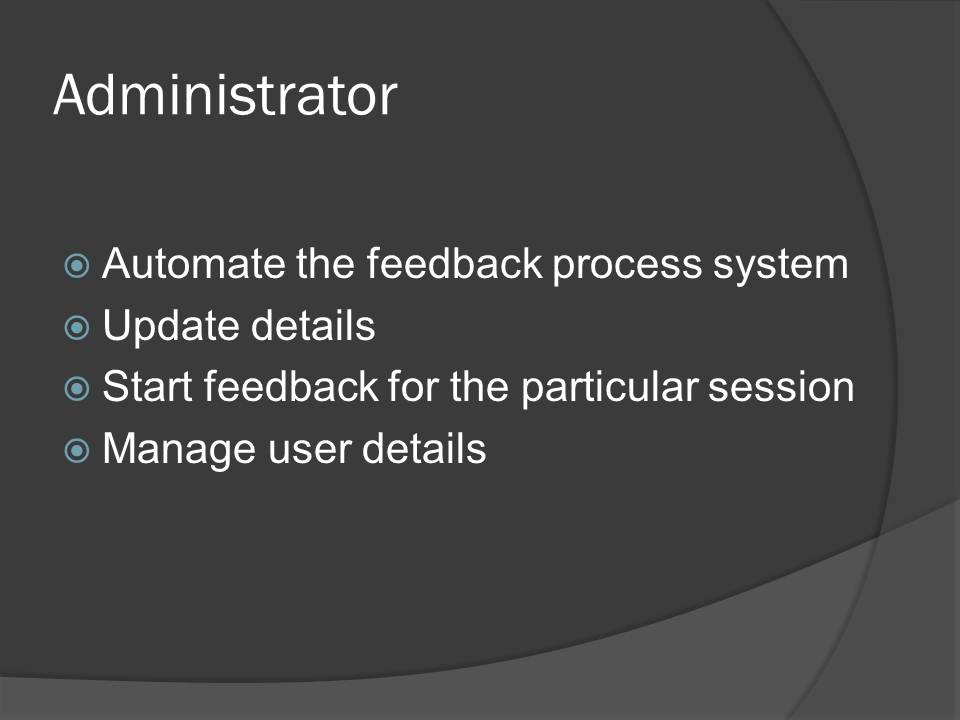 Administrator
Automate the feedback process system
Update details
Start feedback for the particular session
Manage user details